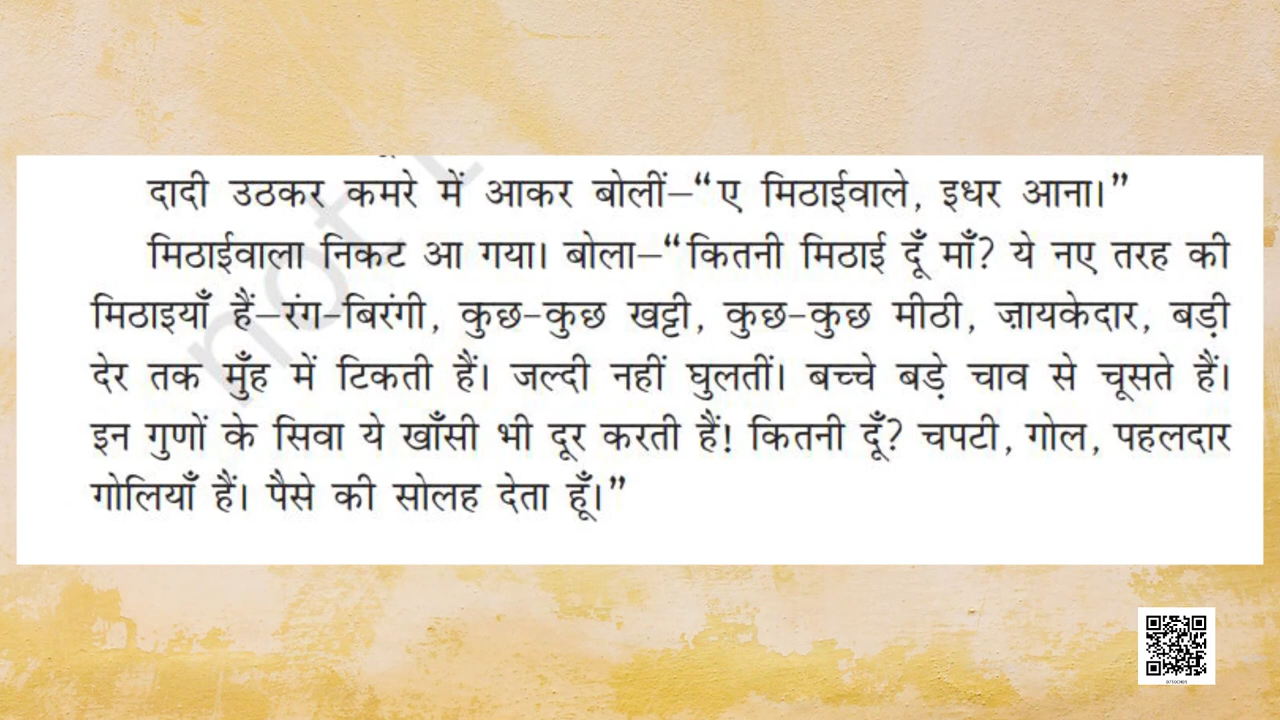 दादी उठकर कमरे में आकर बोलीं–“ए मिठाईवाले, इधर आना।”
मिठाईवाला निकट आ गया। बोला–“कितनी मिठाई दूँ माँ? ये नए तरह की
मिठाइयाँ हैं–रंग-बिरंगी, कुछ-कुछ खट्टी, कुछ-कुछ मीठी, ज़ायकेदार, बड़ी
देर तक मुँह में टिकती हैं। जल्दी नहीं घुलतीं। बच्चे बड़े चाव से चूसते हैं।
इन गुणों के सिवा ये खाँसी भी दूर करती हैं! कितनी दूँ? चपटी, गोल, पहलदार
गोलियाँ हैं। पैसे की सोलह देता हूँ।”
not t